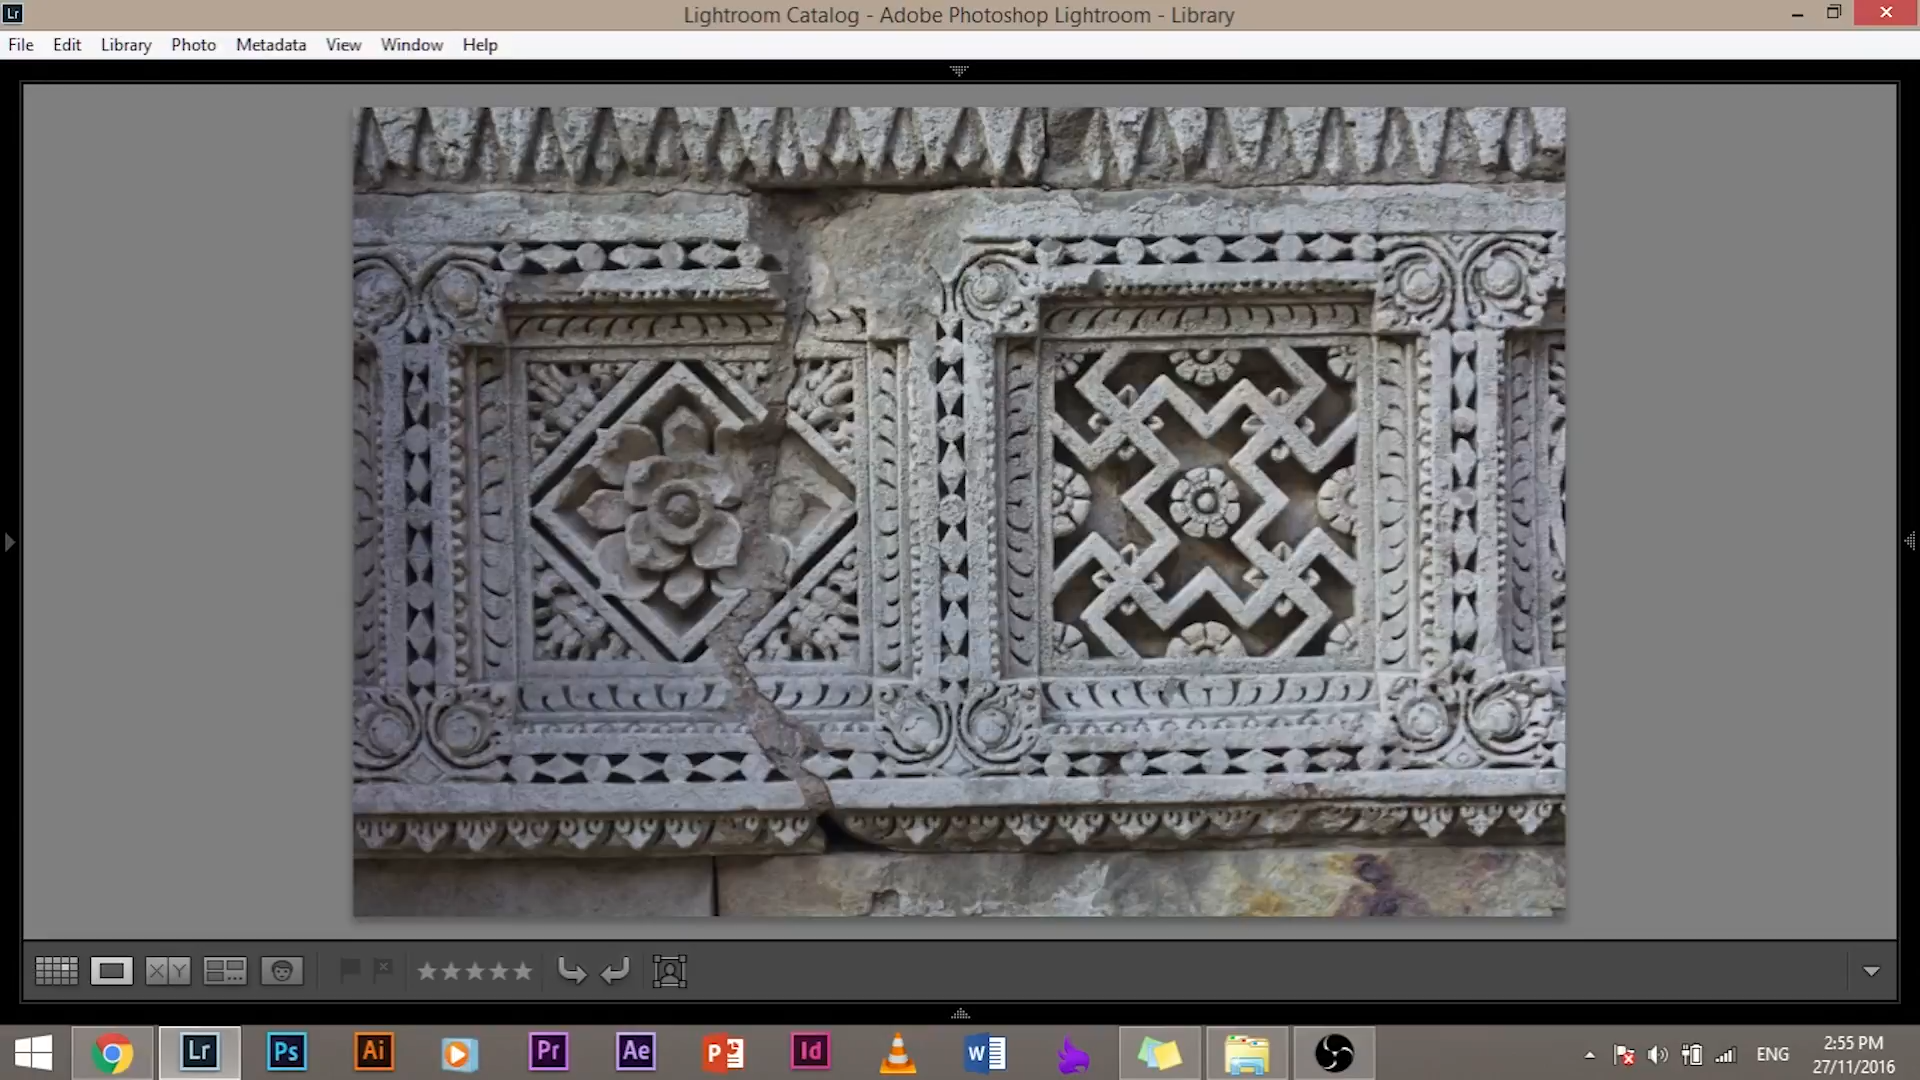 Lr
Lightroom Catalog - Adobe Photoshop Lightroom - Library
File Edit Library Photo Metadata View Window Help
X Y
Lr Ps Ai Pr Ae P Id W
ENG
2:55 PM
27/11/2016